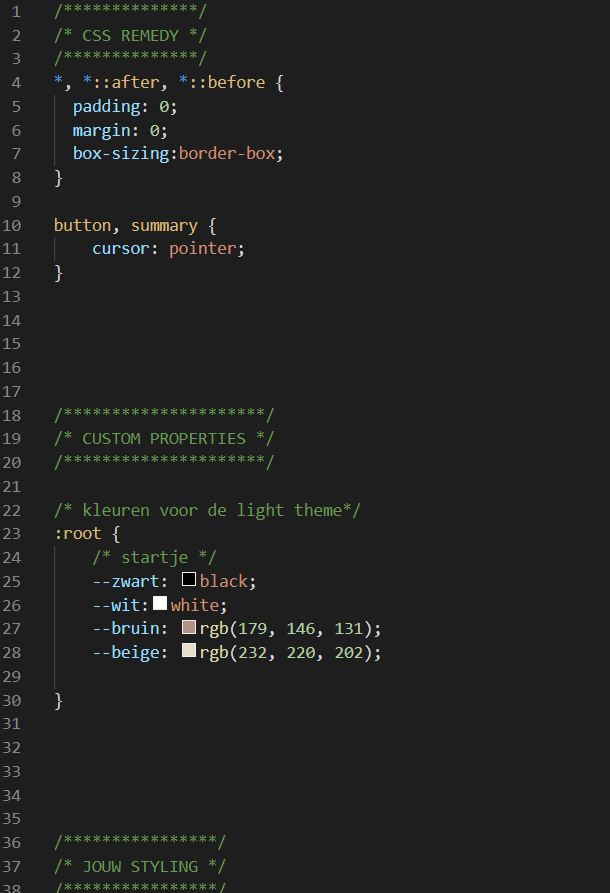 1 /**************/
2 /* CSS REMEDY */
3 /**************/
4 *, *::after, *::before {
5   padding: 0;
6   margin: 0;
7   box-sizing:border-box;
8 }
9
10 button, summary {
11     cursor: pointer;
12 }
13
14
15
16
17
18 /*********************/
19 /* CUSTOM PROPERTIES */
20 /*********************/
21
22 /* kleuren voor de light theme*/
23 :root {
24     /* startje */
25     --zwart: black;
26     --wit: white;
27     --bruin: rgb(179, 146, 131);
28     --beige: rgb(232, 220, 202);
29
30 }
31
32
33
34
35
36 /****************/
37 /* JOUW STYLING */
38 /****************/